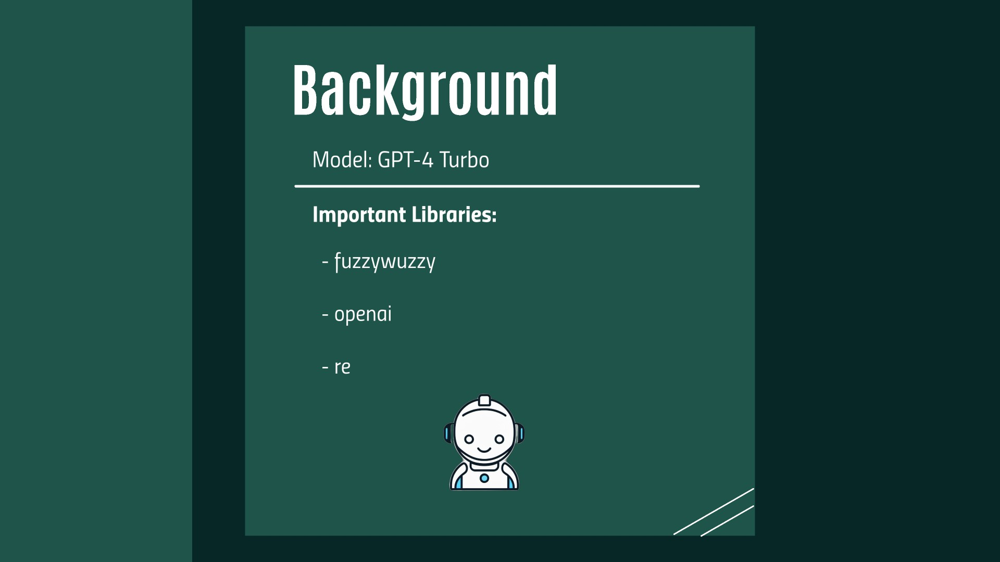 Background
Model: GPT-4 Turbo
Important Libraries:
- fuzzywuzzy
- openai
- re